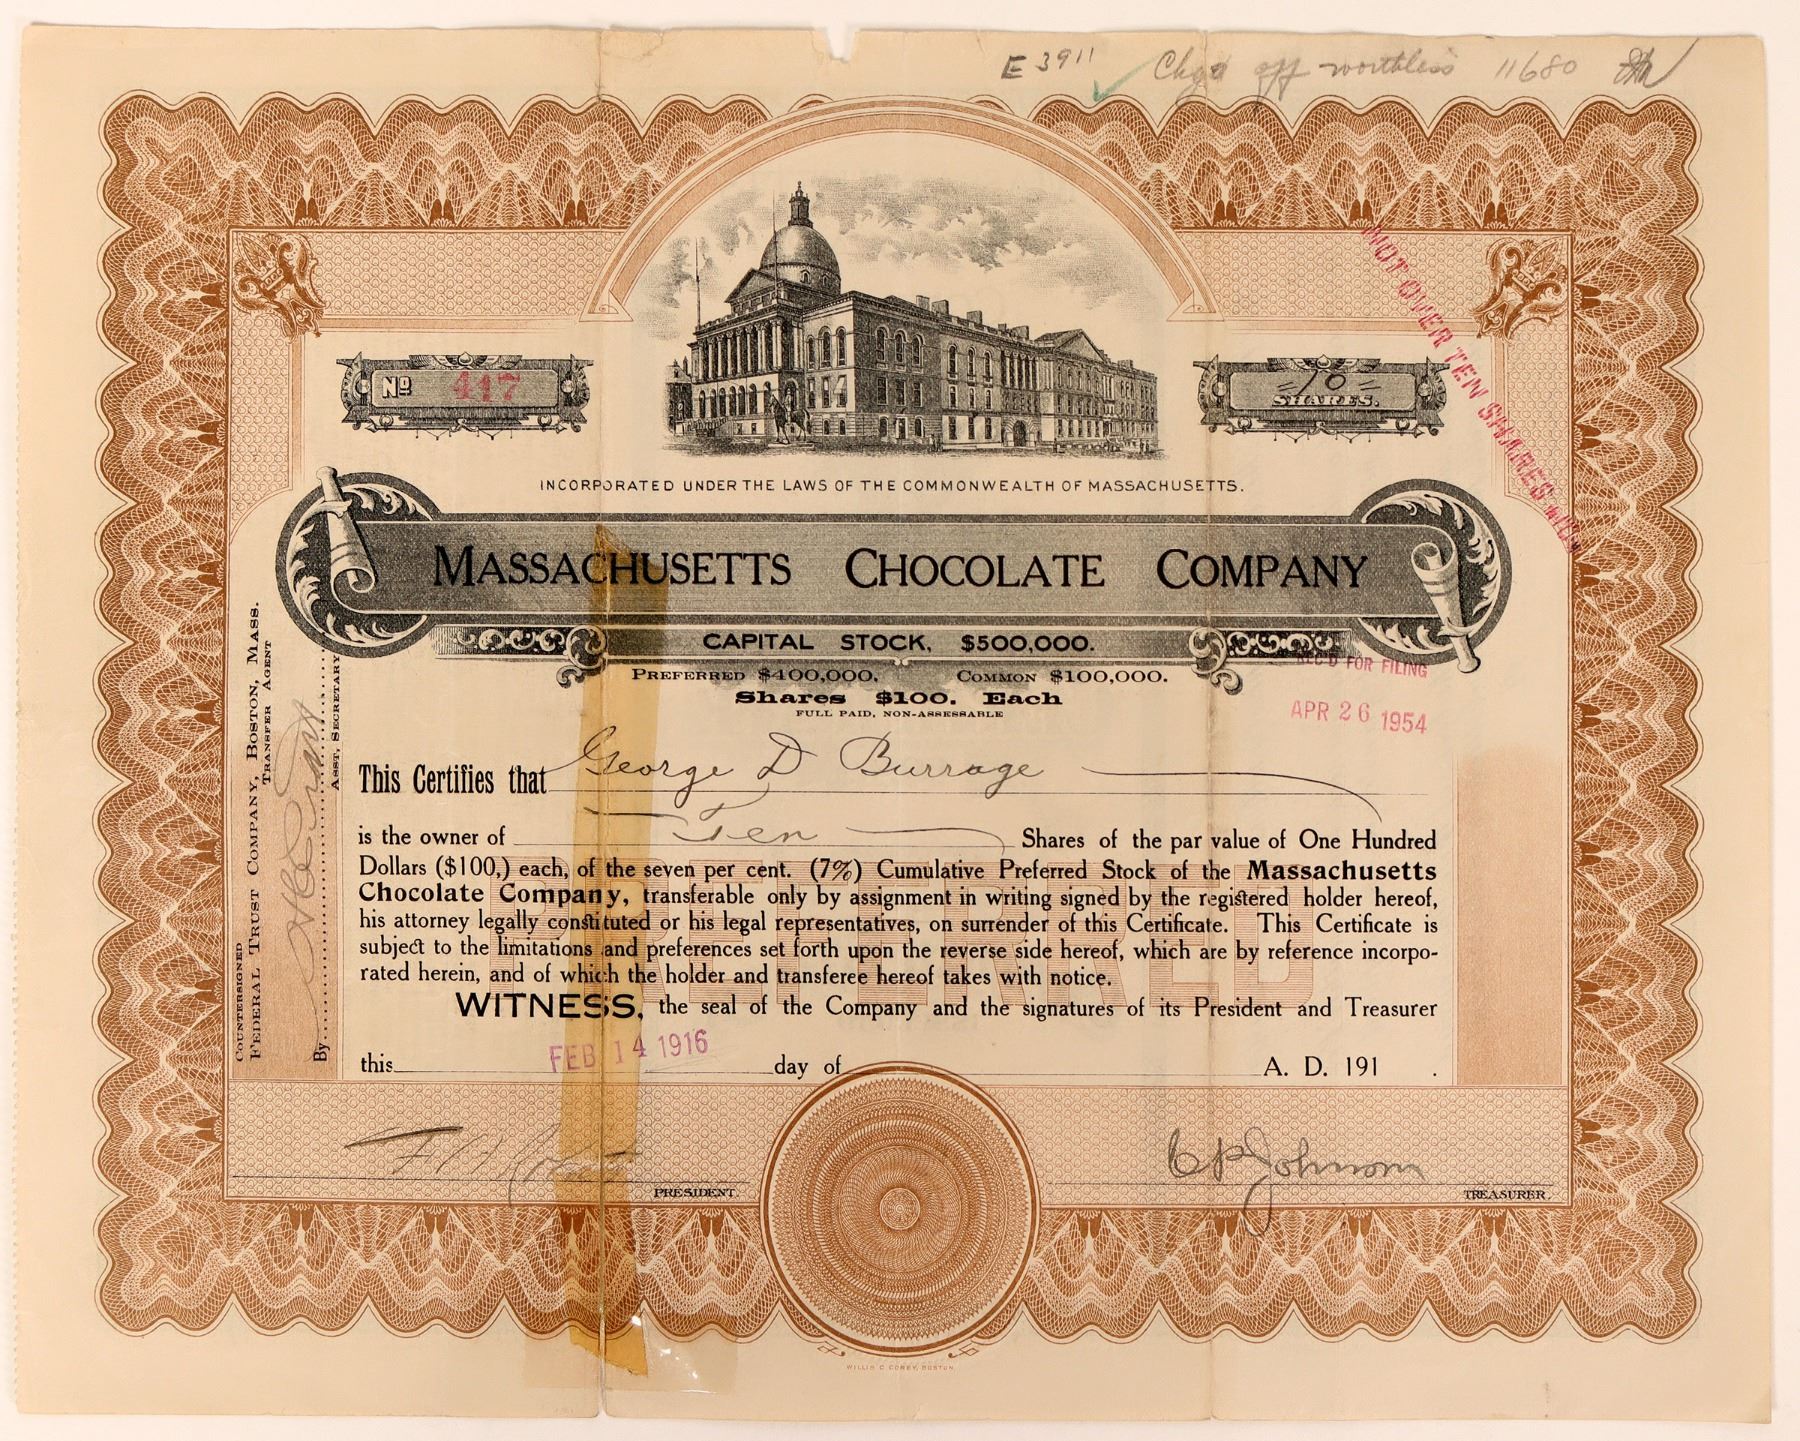 E 3911 Chgd off worthless 11680
No 417
10
SHARES.
NOT OVER TEN SHARES
INCORPORATED UNDER THE LAWS OF THE COMMONWEALTH OF MASSACHUSETTS.
MASSACHUSETTS CHOCOLATE COMPANY
CAPITAL STOCK, $500,000.
PREFERRED $400,000. COMMON $100,000.
Shares $100. Each
FULL PAID, NON-ASSESSABLE
REC'D FOR FILING
APR 26 1954
This Certifies that George D Burrage
is the owner of Ten Shares of the par value of One Hundred
Dollars ($100,) each, of the seven per cent. (7%) Cumulative Preferred Stock of the Massachusetts
Chocolate Company, transferable only by assignment in writing signed by the registered holder hereof,
his attorney legally constituted or his legal representatives, on surrender of this Certificate. This Certificate is
subject to the limitations and preferences set forth upon the reverse side hereof, which are by reference incorpo-
rated herein, and of which the holder and transferee hereof takes with notice.
PREFERRED
WITNESS, the seal of the Company and the signatures of its President and Treasurer
this FEB 14 1916 day of A. D. 191 .
COUNTERSIGNED
FEDERAL TRUST COMPANY, BOSTON, MASS.
TRANSFER AGENT
By
ASST. SECRETARY
PRESIDENT.
C P Johnson
TREASURER.
WILLIS C COREY, BOSTON